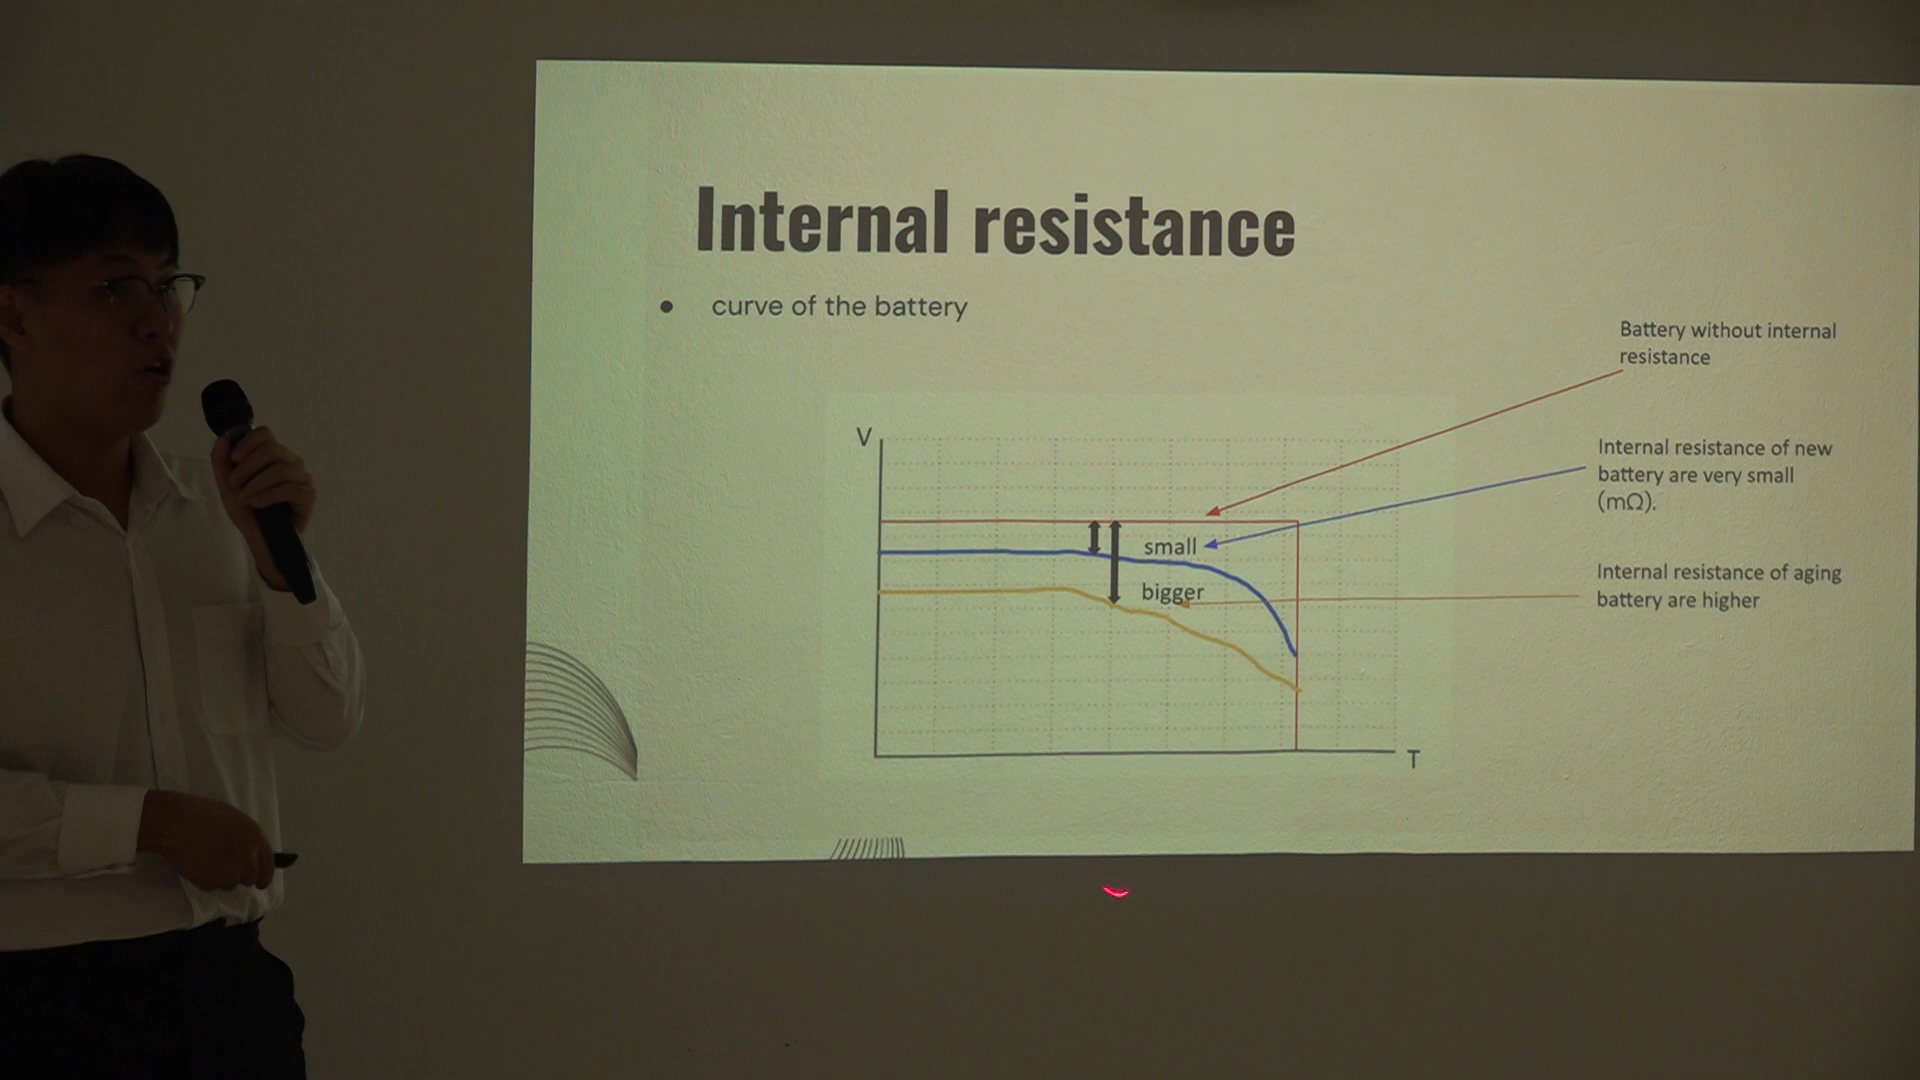 Internal resistance
● curve of the battery
Battery without internal
resistance
V
Internal resistance of new
battery are very small
(mΩ).
small
Internal resistance of aging
battery are higher
bigger
T